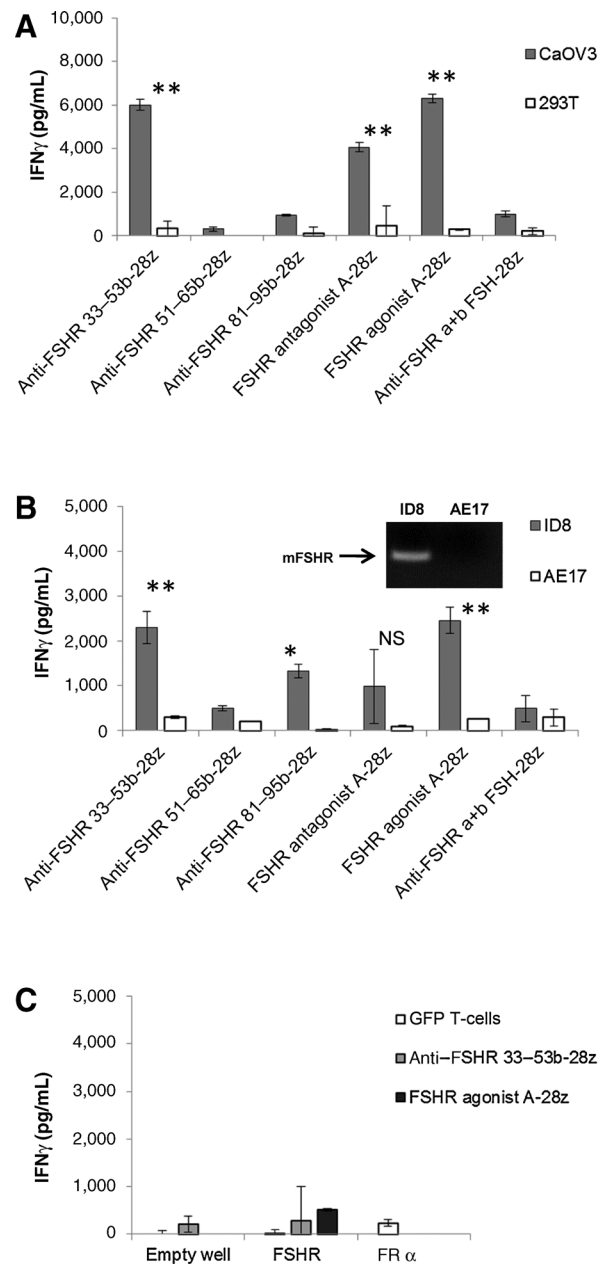 A
10,000
8,000
6,000
4,000
2,000
0
IFNγ (pg/mL)
**
**
**
CaOV3
293T
Anti-FSHR 33–53b-28z
Anti-FSHR 51–65b-28z
Anti-FSHR 81–95b-28z
FSHR antagonist A-28z
FSHR agonist A-28z
Anti-FSHR a+b FSH-28z
B
5,000
4,000
3,000
2,000
1,000
0
IFNγ (pg/mL)
ID8 AE17
mFSHR
ID8
AE17
**
*
NS
**
Anti-FSHR 33–53b-28z
Anti-FSHR 51–65b-28z
Anti-FSHR 81–95b-28z
FSHR antagonist A-28z
FSHR agonist A-28z
Anti-FSHR a+b FSH-28z
C
5,000
4,000
3,000
2,000
1,000
0
IFNγ (pg/mL)
GFP T-cells
Anti–FSHR 33–53b-28z
FSHR agonist A-28z
Empty well
FSHR
FR α